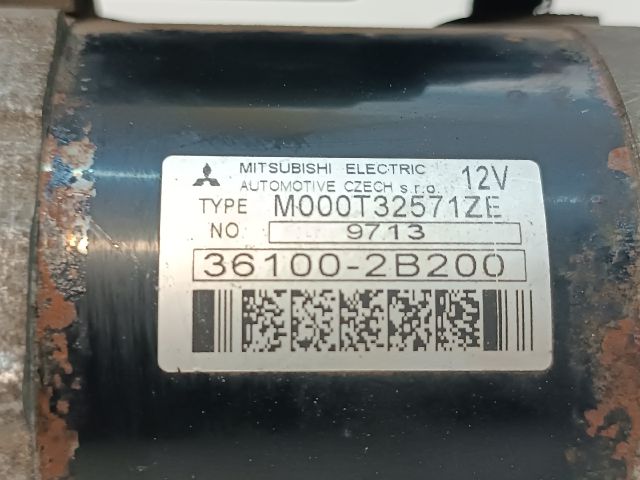 MITSUBISHI ELECTRIC
AUTOMOTIVE CZECH s.r.o. 12V
TYPE M000T32571ZE
NO. 9713
36100-2B200